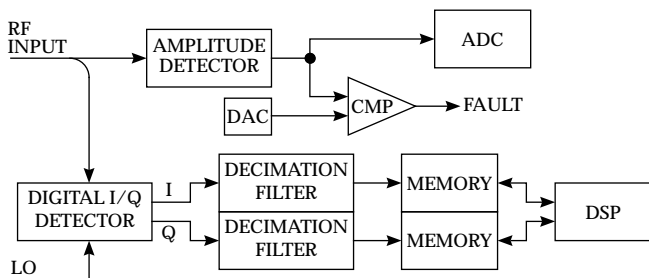 RF
INPUT
AMPLITUDE
DETECTOR
ADC
DAC
CMP
FAULT
DIGITAL I/Q
DETECTOR
I
Q
DECIMATION
FILTER
MEMORY
DECIMATION
FILTER
MEMORY
DSP
LO